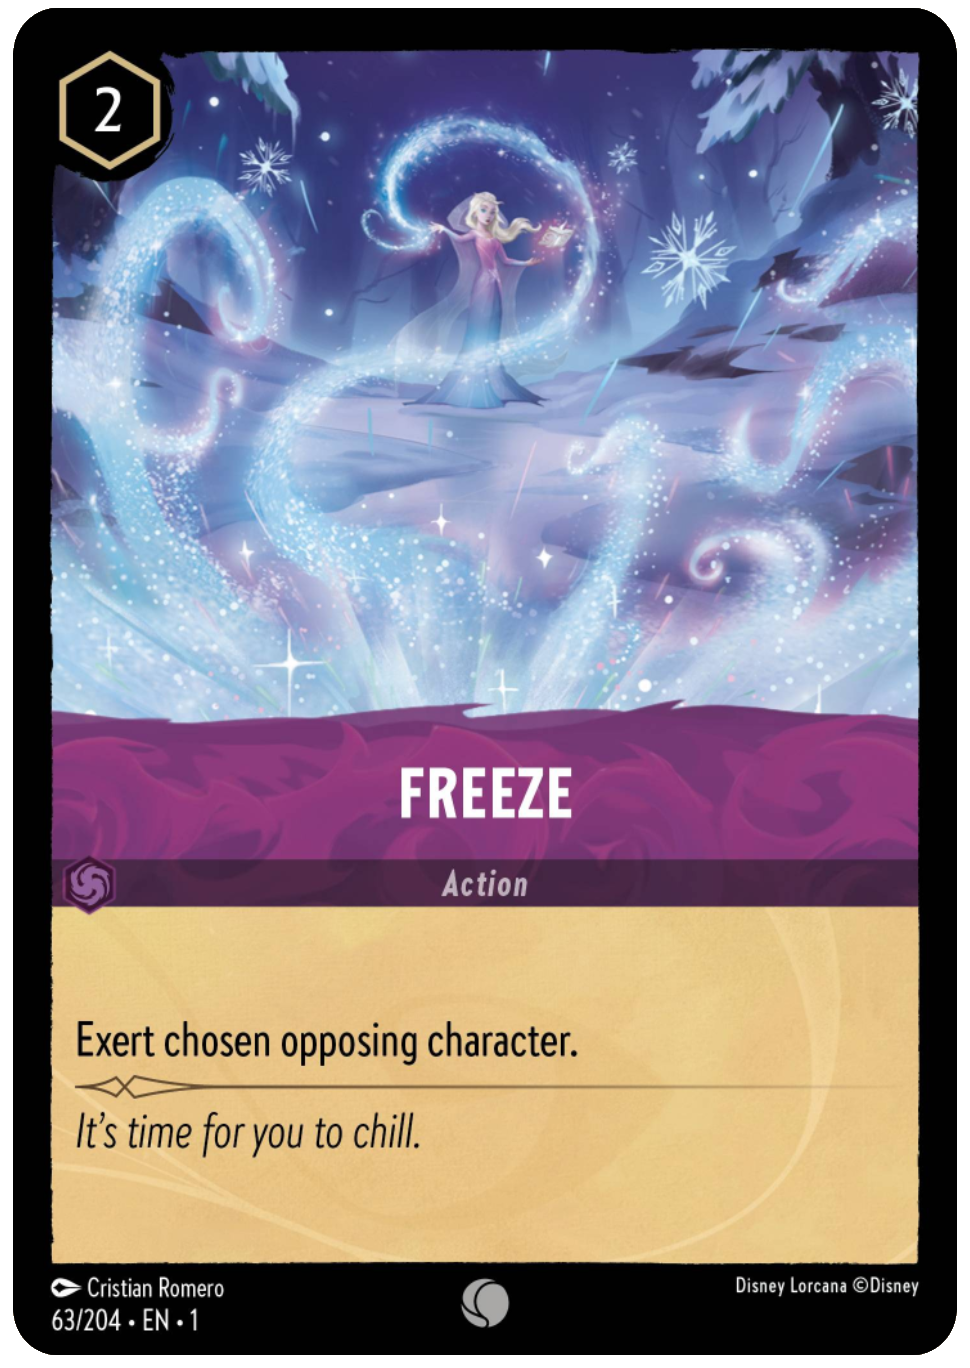 2
FREEZE
Action
Exert chosen opposing character.
It's time for you to chill.
Cristian Romero
Disney Lorcana ©Disney
63/204 • EN • 1